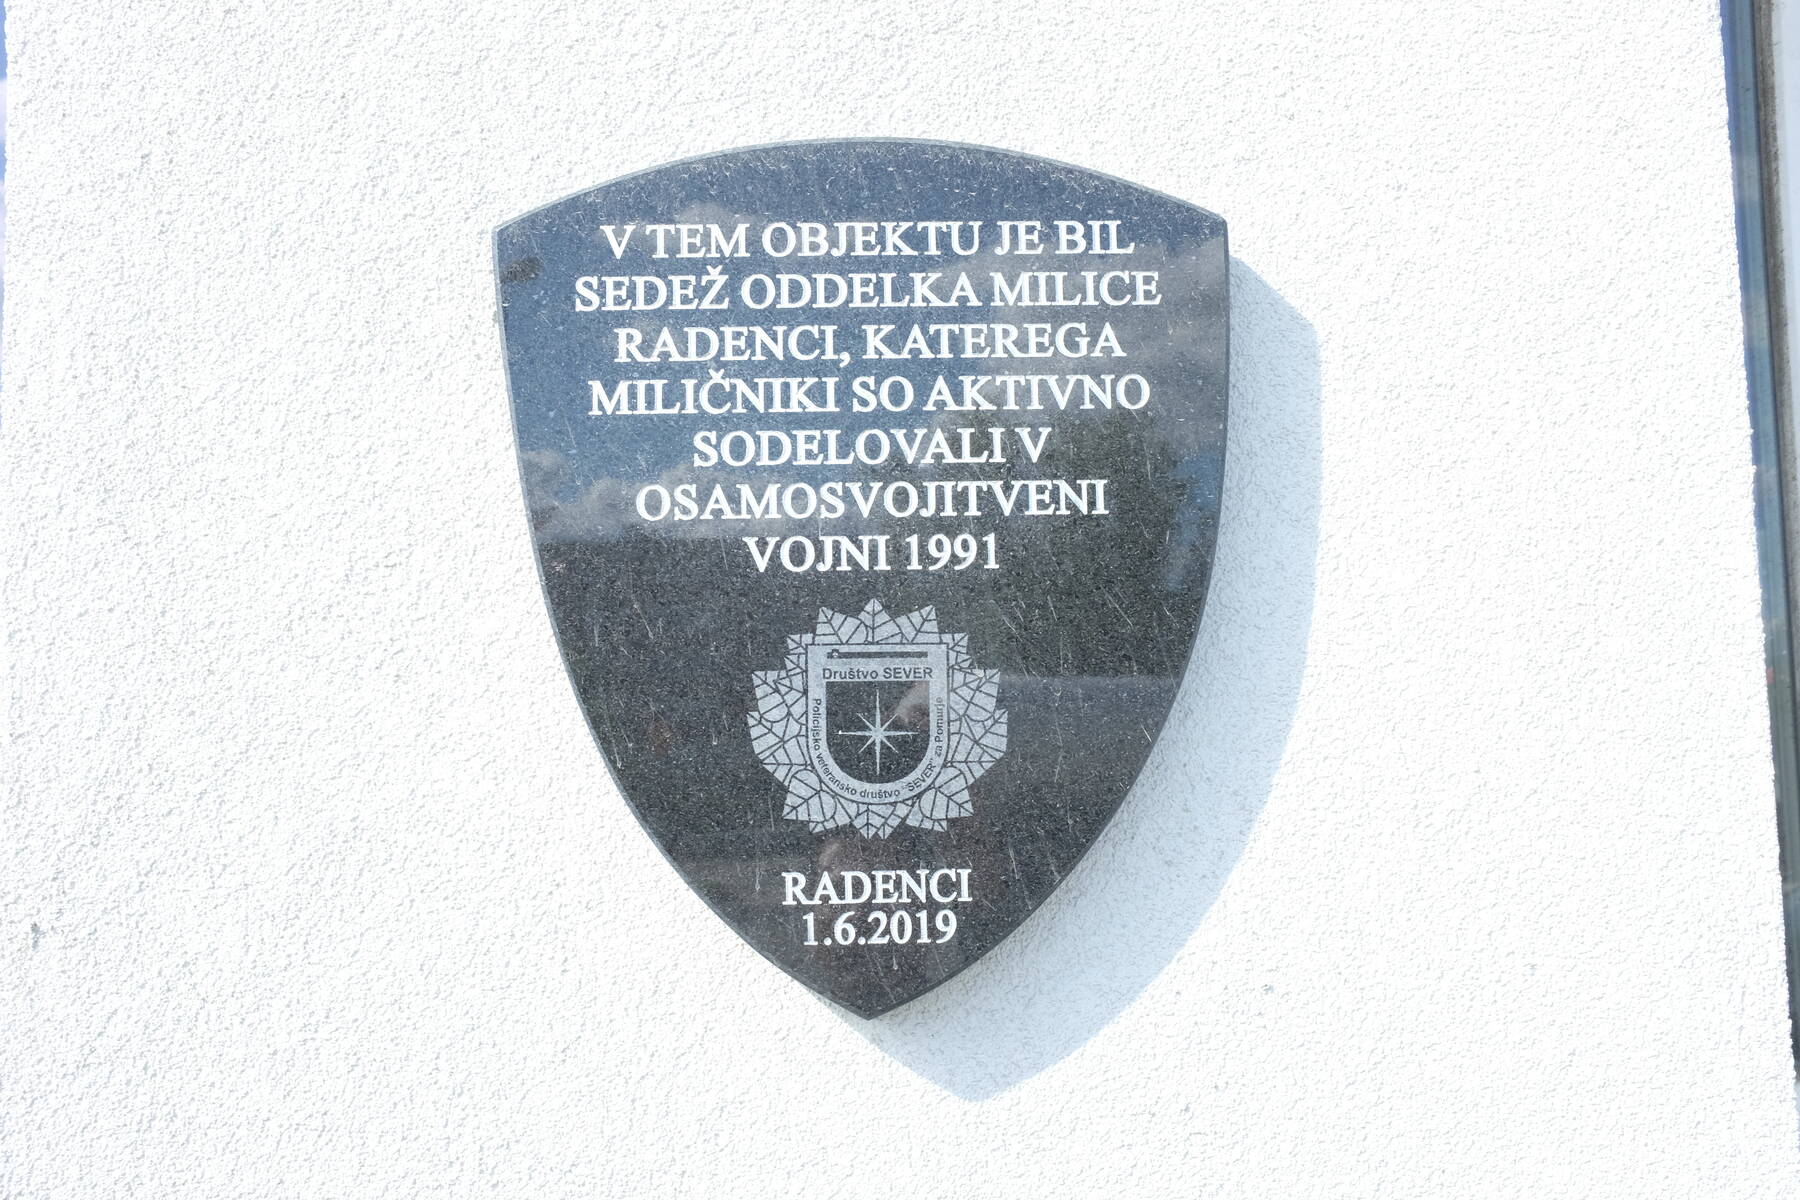 V TEM OBJEKTU JE BIL
SEDEŽ ODDELKA MILICE
RADENCI, KATEREGA
MILIČNIKI SO AKTIVNO
SODELOVALI V
OSAMOSVOJITVENI
VOJNI 1991
Društvo SEVER
Policijsko veteransko društvo "SEVER" za Pomurje
RADENCI
1.6.2019